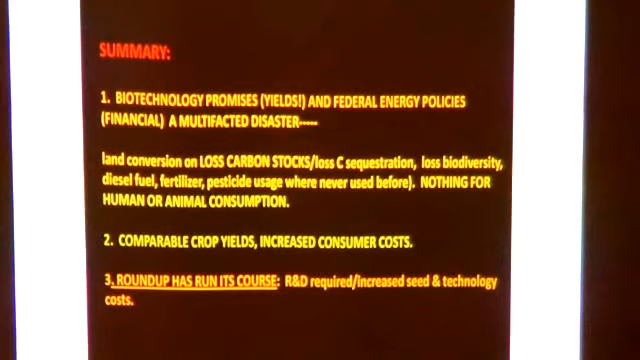 SUMMARY:
1. BIOTECHNOLOGY PROMISES (YIELDS!) AND FEDERAL ENERGY POLICIES
(FINANCIAL) A MULTIFACTED DISASTER-----
land conversion on LOSS CARBON STOCKS/loss C sequestration, loss biodiversity,
diesel fuel, fertilizer, pesticide usage where never used before). NOTHING FOR
HUMAN OR ANIMAL CONSUMPTION.
2. COMPARABLE CROP YIELDS, INCREASED CONSUMER COSTS.
3. ROUNDUP HAS RUN ITS COURSE: R&D required/increased seed & technology
costs.